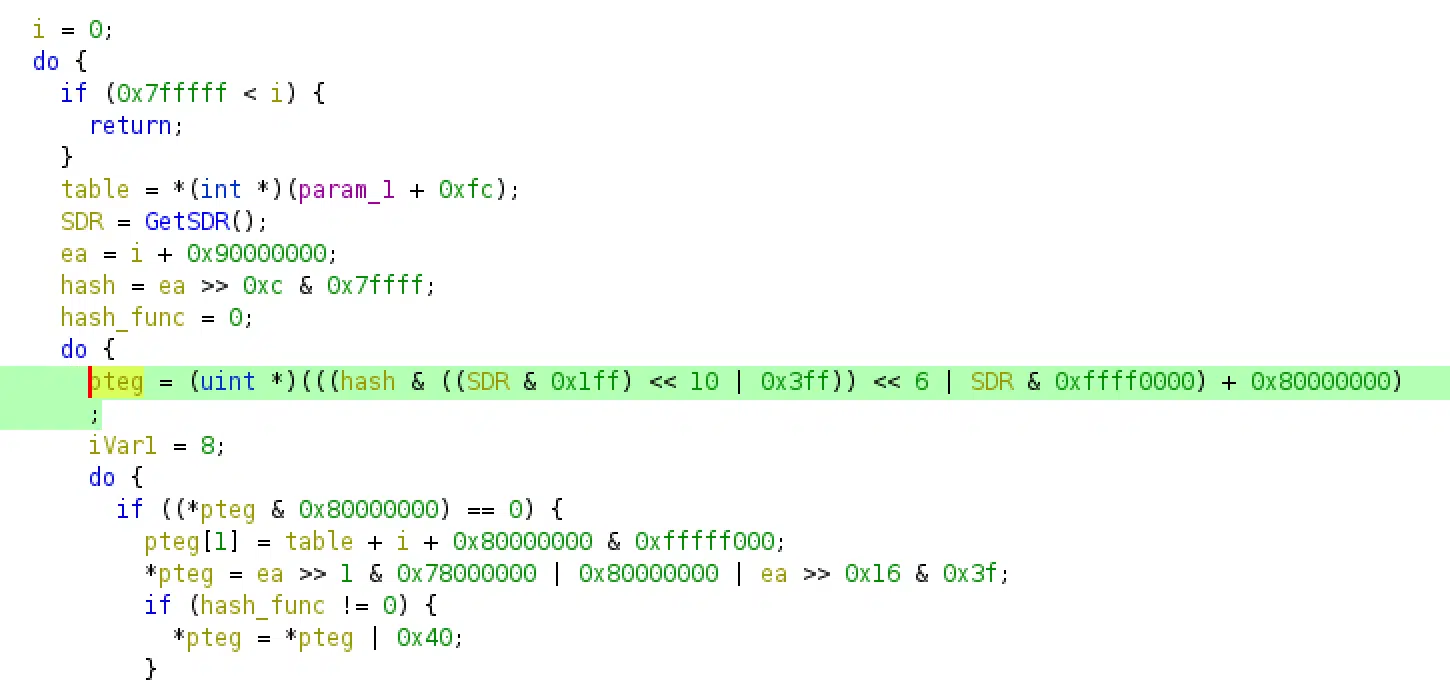 i = 0;
do {
if (0x7fffff < i) {
return;
}
table = *(int *)(param_1 + 0xfc);
SDR = GetSDR();
ea = i + 0x90000000;
hash = ea >> 0xc & 0x7ffff;
hash_func = 0;
do {
pteg = (uint *)(((hash & ((SDR & 0x1ff) << 10 | 0x3ff)) << 6 | SDR & 0xffff0000) + 0x80000000)
;
iVar1 = 8;
do {
if ((*pteg & 0x80000000) == 0) {
pteg[1] = table + i + 0x80000000 & 0xfffff000;
*pteg = ea >> 1 & 0x78000000 | 0x80000000 | ea >> 0x16 & 0x3f;
if (hash_func != 0) {
*pteg = *pteg | 0x40;
}